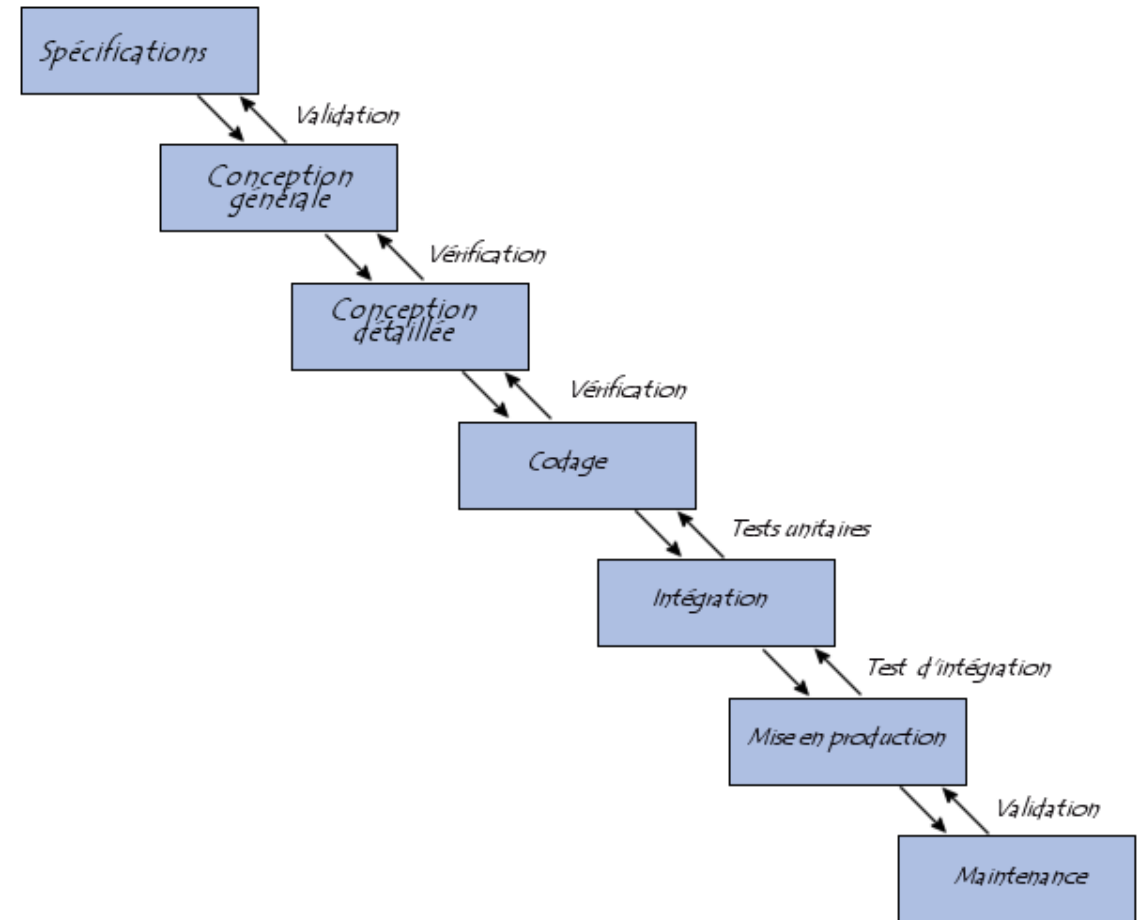 Spécifications
Validation
Conception
générale
Vérification
Conception
détaillée
Vérification
Codage
Tests unitaires
Intégration
Test d'intégration
Mise en production
Validation
Maintenance